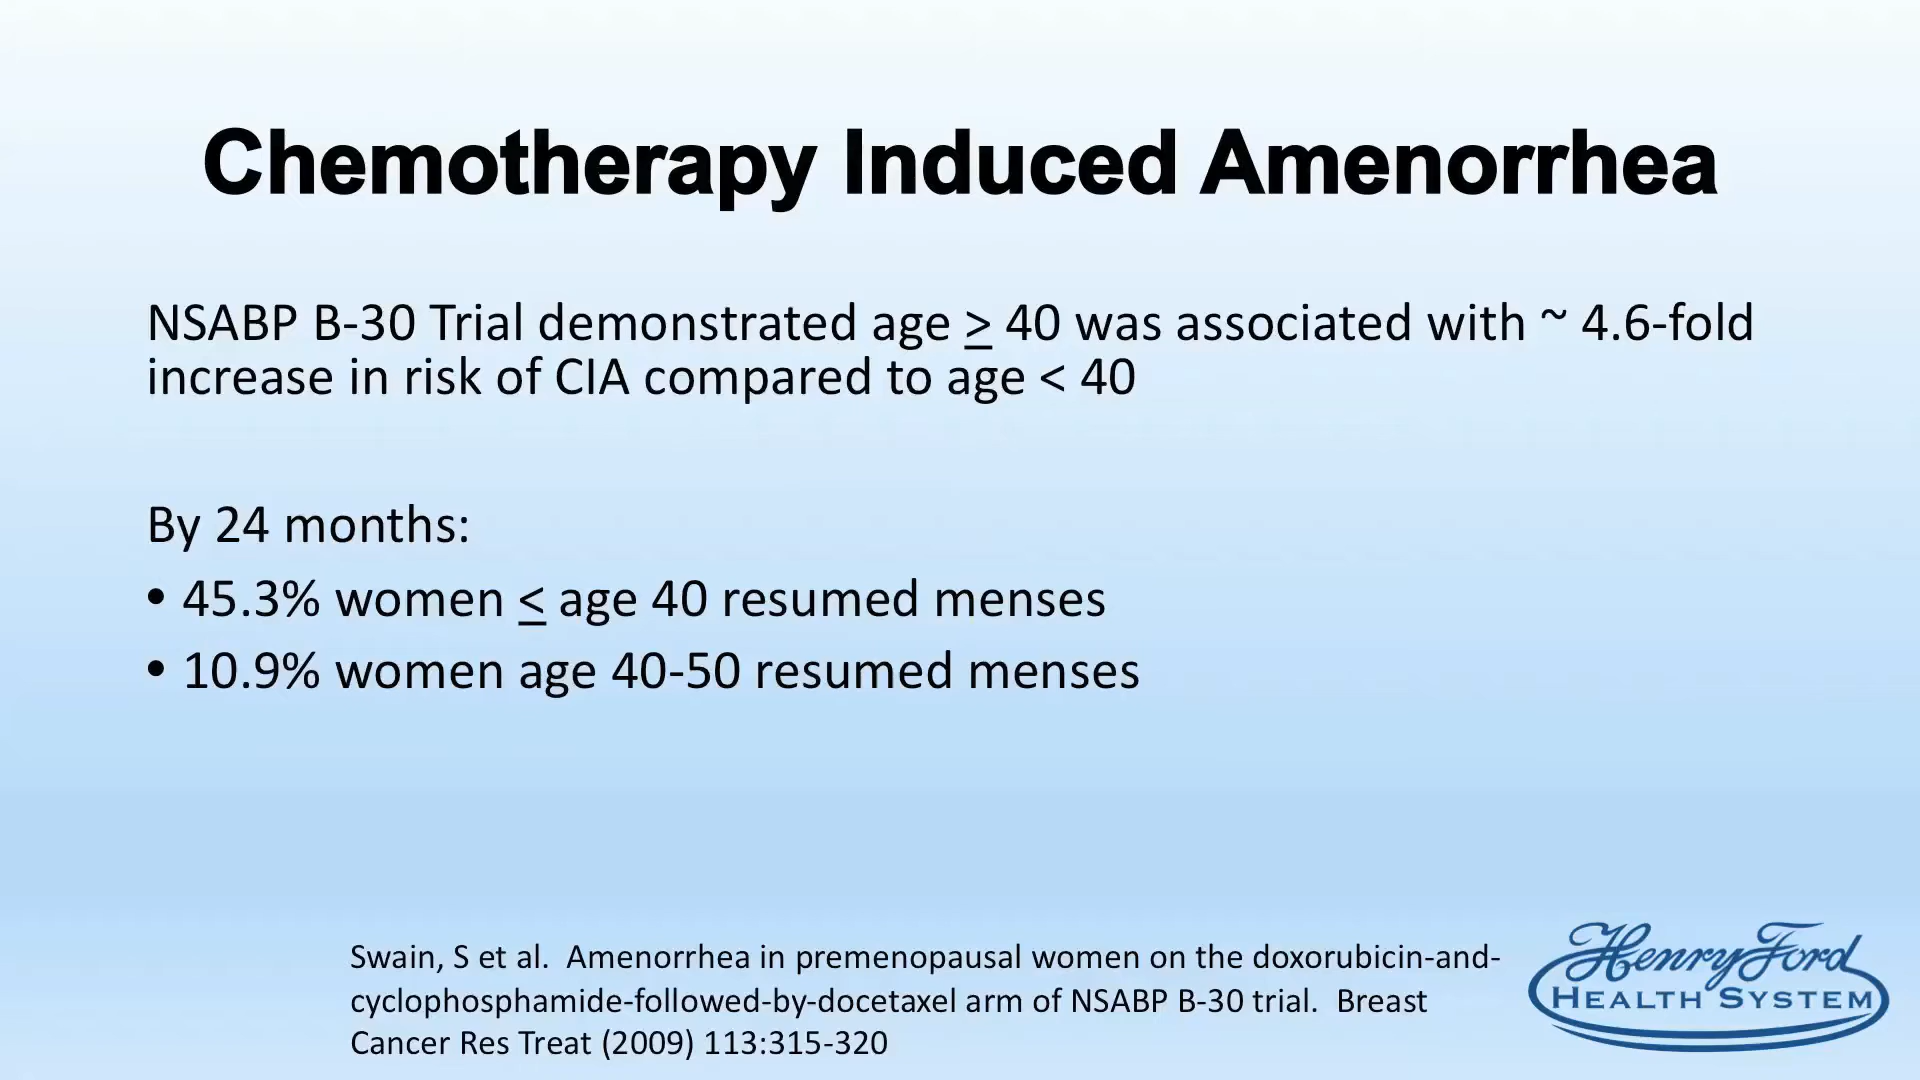 Chemotherapy Induced Amenorrhea
NSABP B-30 Trial demonstrated age ≥ 40 was associated with ~ 4.6-fold
increase in risk of CIA compared to age < 40
By 24 months:
• 45.3% women ≤ age 40 resumed menses
• 10.9% women age 40-50 resumed menses
Swain, S et al. Amenorrhea in premenopausal women on the doxorubicin-and-
cyclophosphamide-followed-by-docetaxel arm of NSABP B-30 trial. Breast
Cancer Res Treat (2009) 113:315-320
Henry Ford
HEALTH SYSTEM